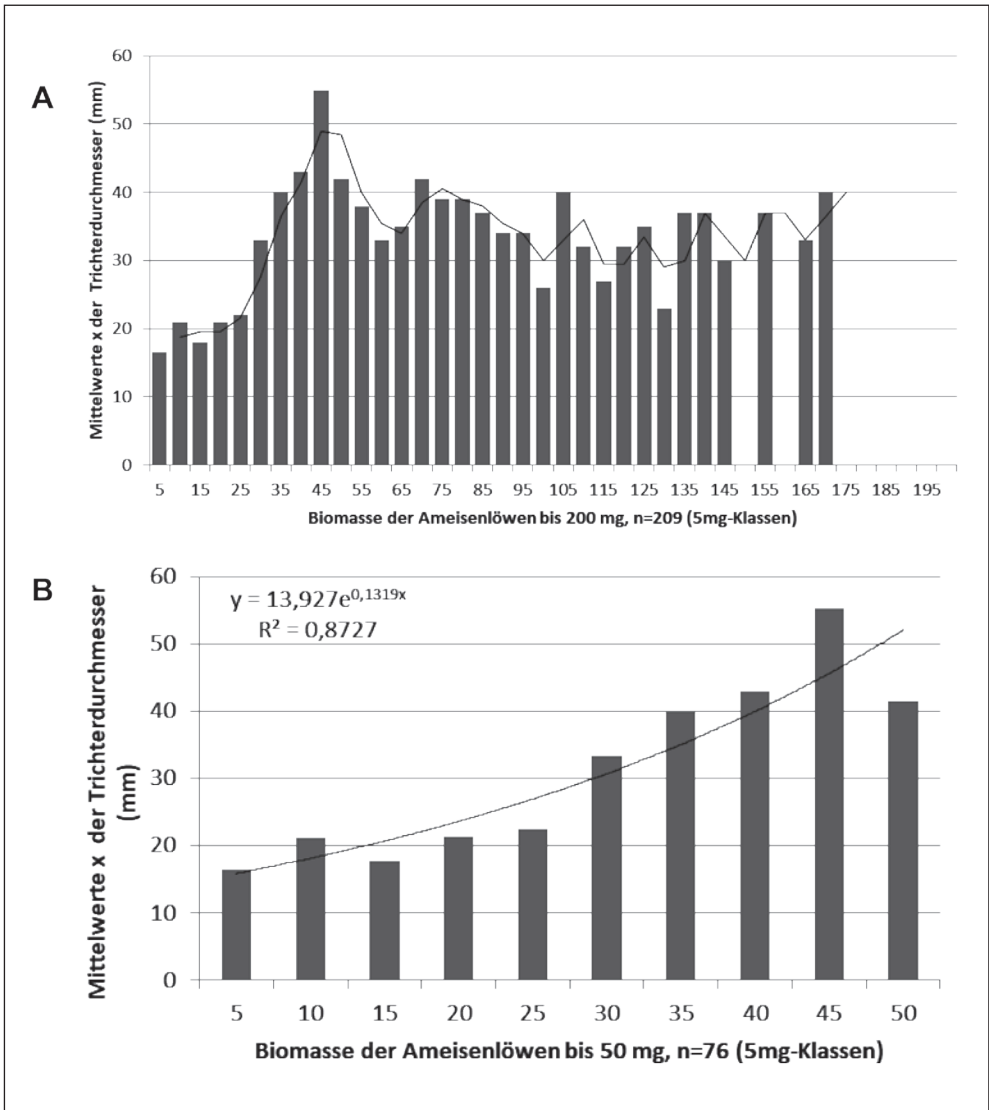 A
Mittelwerte x der Trichterdurchmesser (mm)
60
50
40
30
20
10
0
5 15 25 35 45 55 65 75 85 95 105 115 125 135 145 155 165 175 185 195
Biomasse der Ameisenlöwen bis 200 mg, n=209 (5mg-Klassen)
B
Mittelwerte x der Trichterdurchmesser
(mm)
y = 13,927e^0,1319x
R² = 0,8727
60
50
40
30
20
10
0
5 10 15 20 25 30 35 40 45 50
Biomasse der Ameisenlöwen bis 50 mg, n=76 (5mg-Klassen)